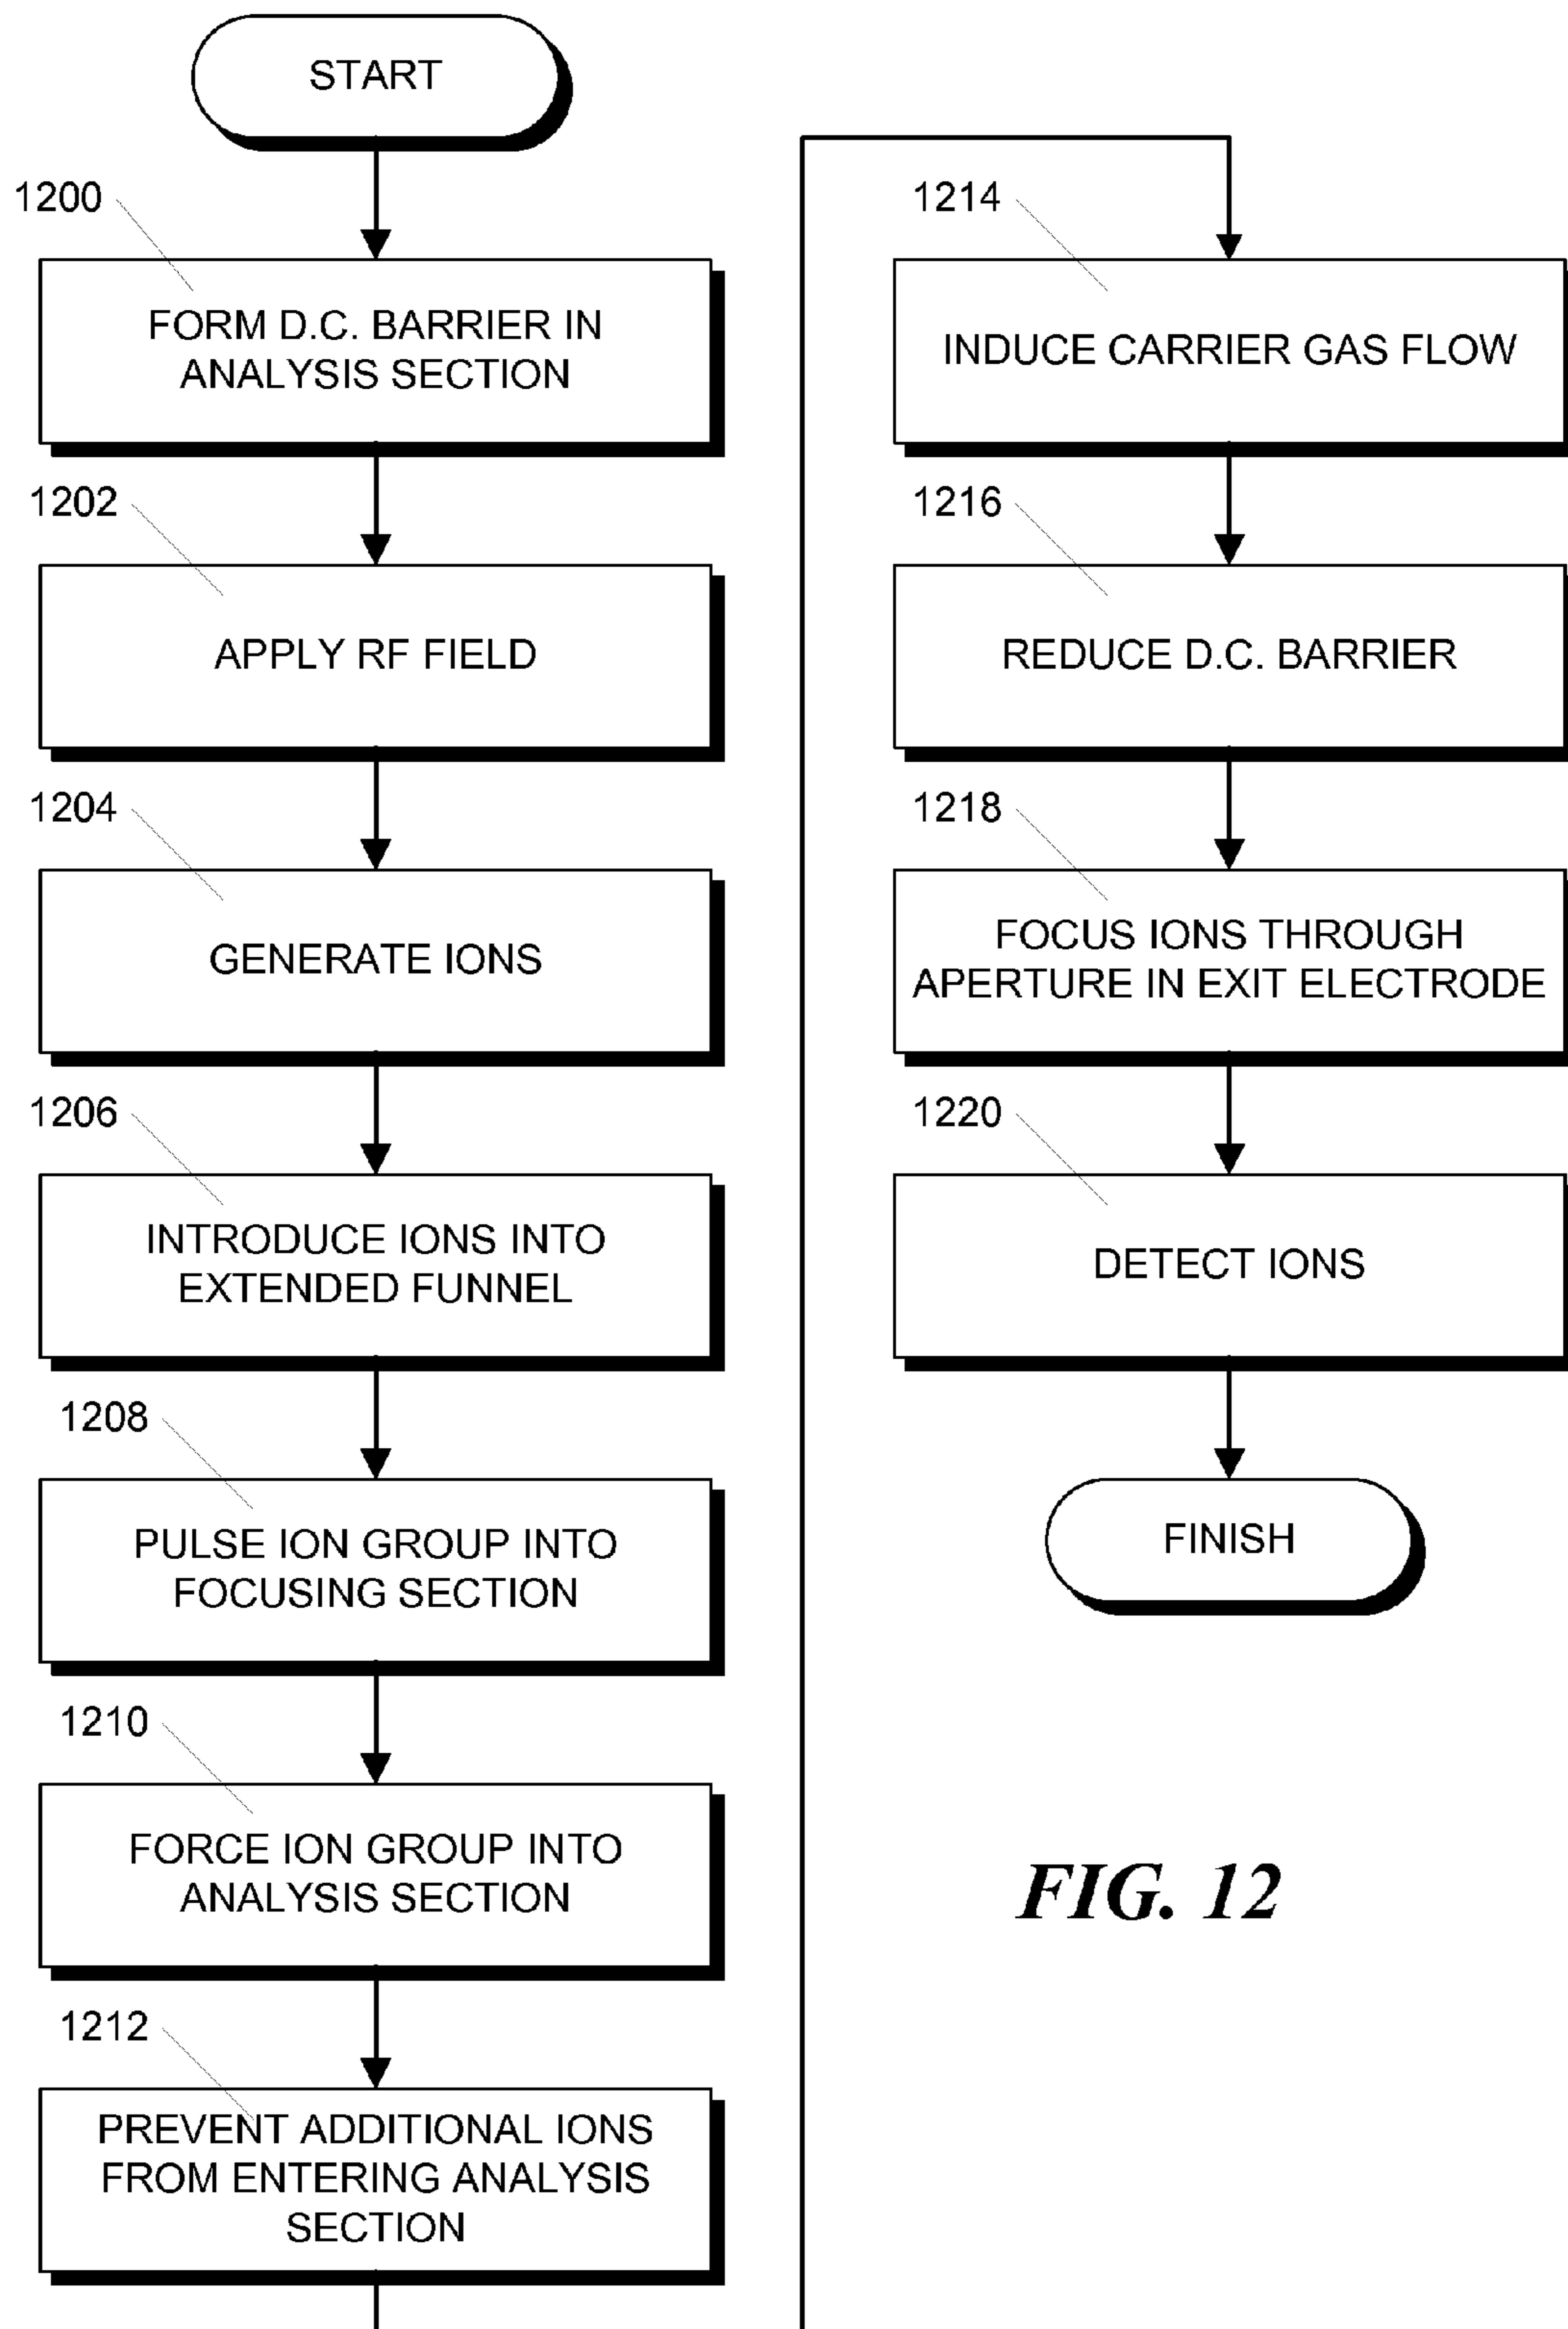 START
1200
FORM D.C. BARRIER IN
ANALYSIS SECTION
1202
APPLY RF FIELD
1204
GENERATE IONS
1206
INTRODUCE IONS INTO
EXTENDED FUNNEL
1208
PULSE ION GROUP INTO
FOCUSING SECTION
1210
FORCE ION GROUP INTO
ANALYSIS SECTION
1212
PREVENT ADDITIONAL IONS
FROM ENTERING ANALYSIS
SECTION
1214
INDUCE CARRIER GAS FLOW
1216
REDUCE D.C. BARRIER
1218
FOCUS IONS THROUGH
APERTURE IN EXIT ELECTRODE
1220
DETECT IONS
FINISH
FIG. 12